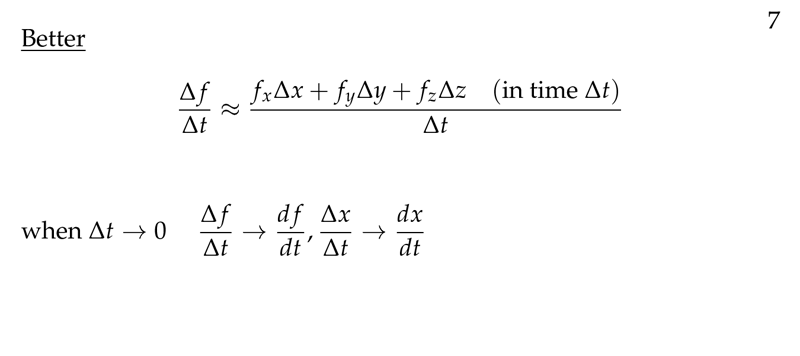 7
Better
Δf/Δt ≈ (f_xΔx + f_yΔy + f_zΔz (in time Δt))/Δt
when Δt → 0 Δf/Δt → df/dt, Δx/Δt → dx/dt